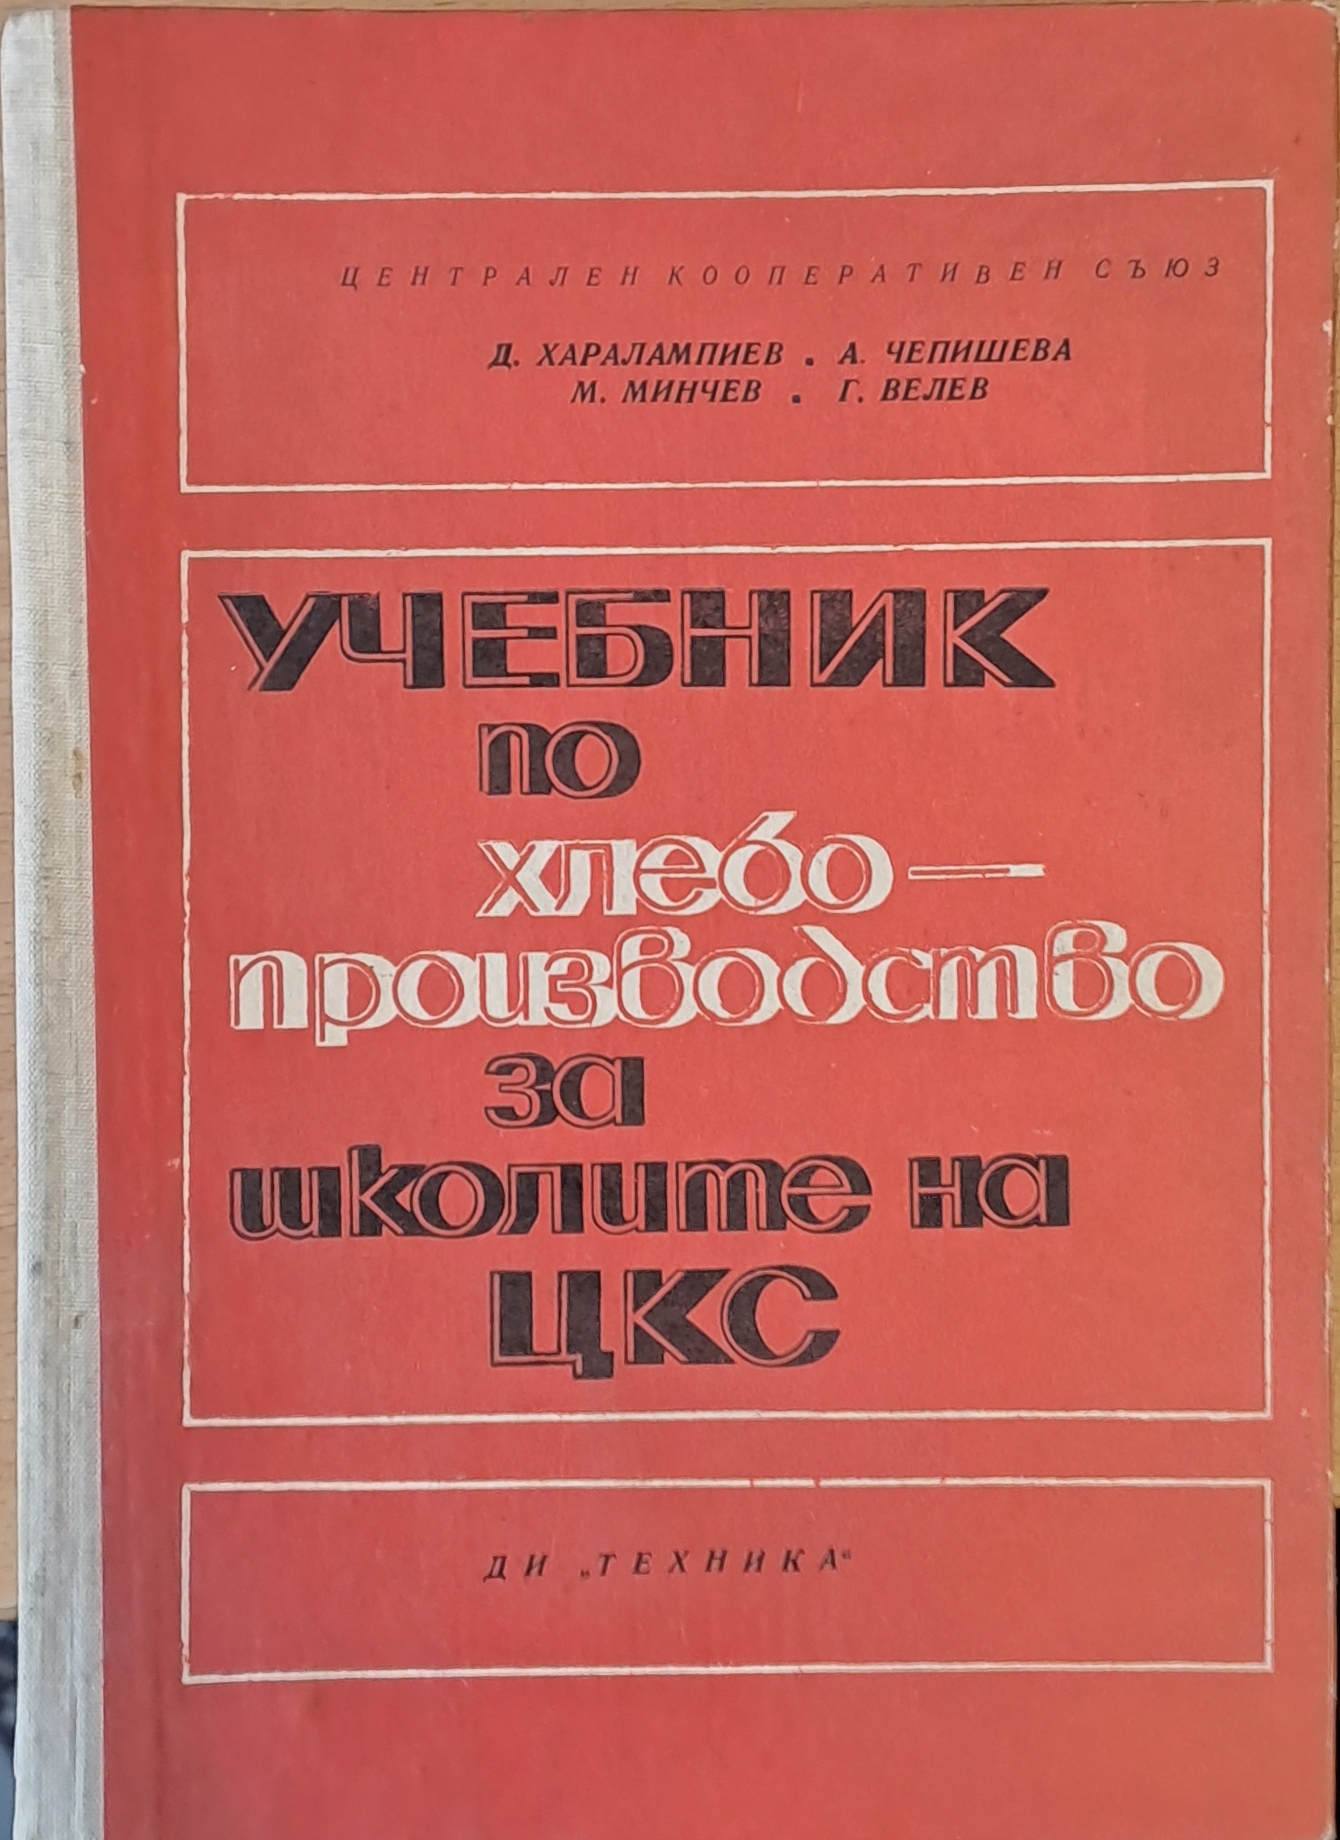 ЦЕНТРАЛЕН КООПЕРАТИВЕН СЪЮЗ
Д. ХАРАЛАМПИЕВ . А. ЧЕПИШЕВА
М. МИНЧЕВ . Г. ВЕЛЕВ
УЧЕБНИК
по
хлебо-
производство
за
школите на
ЦКС
ДИ „ТЕХНИКА“